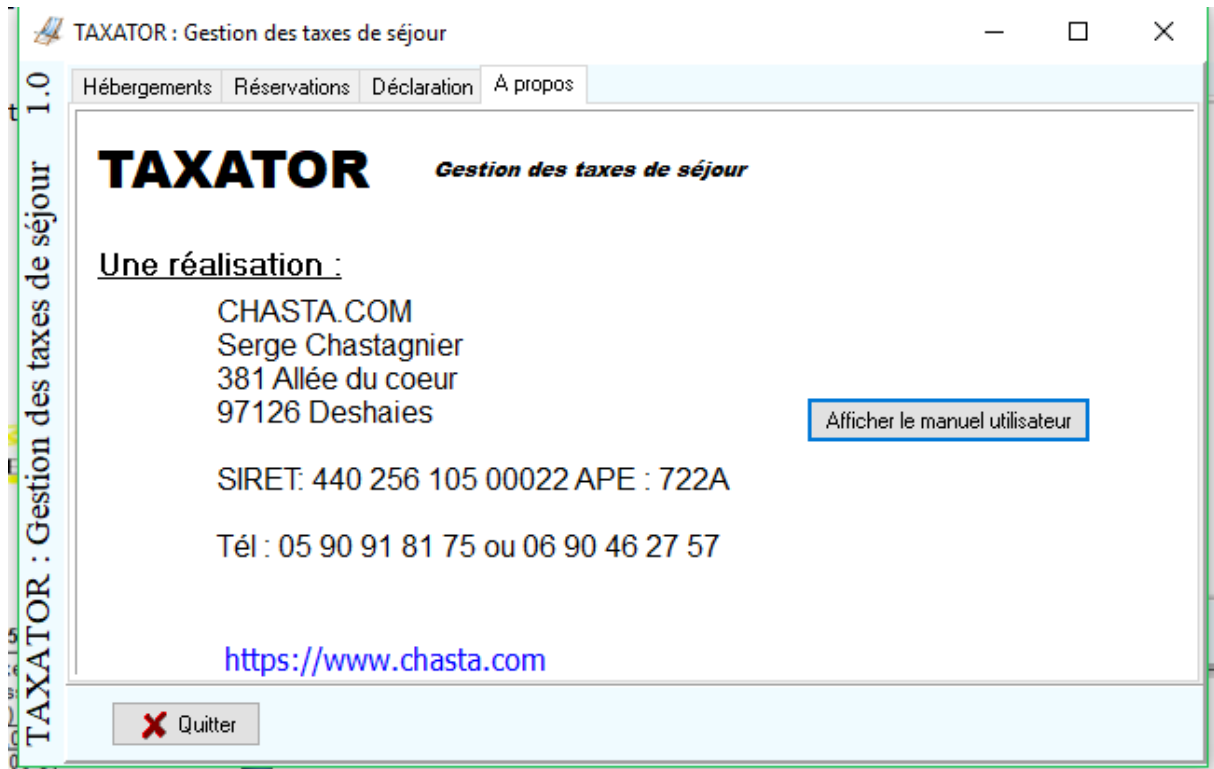 TAXATOR : Gestion des taxes de séjour
Hébergements Réservations Déclaration A propos
TAXATOR : Gestion des taxes de séjour 1.0
TAXATOR Gestion des taxes de séjour
Une réalisation :
CHASTA.COM
Serge Chastagnier
381 Allée du coeur
97126 Deshaies
Afficher le manuel utilisateur
SIRET: 440 256 105 00022 APE : 722A
Tél : 05 90 91 81 75 ou 06 90 46 27 57
https://www.chasta.com
Quitter